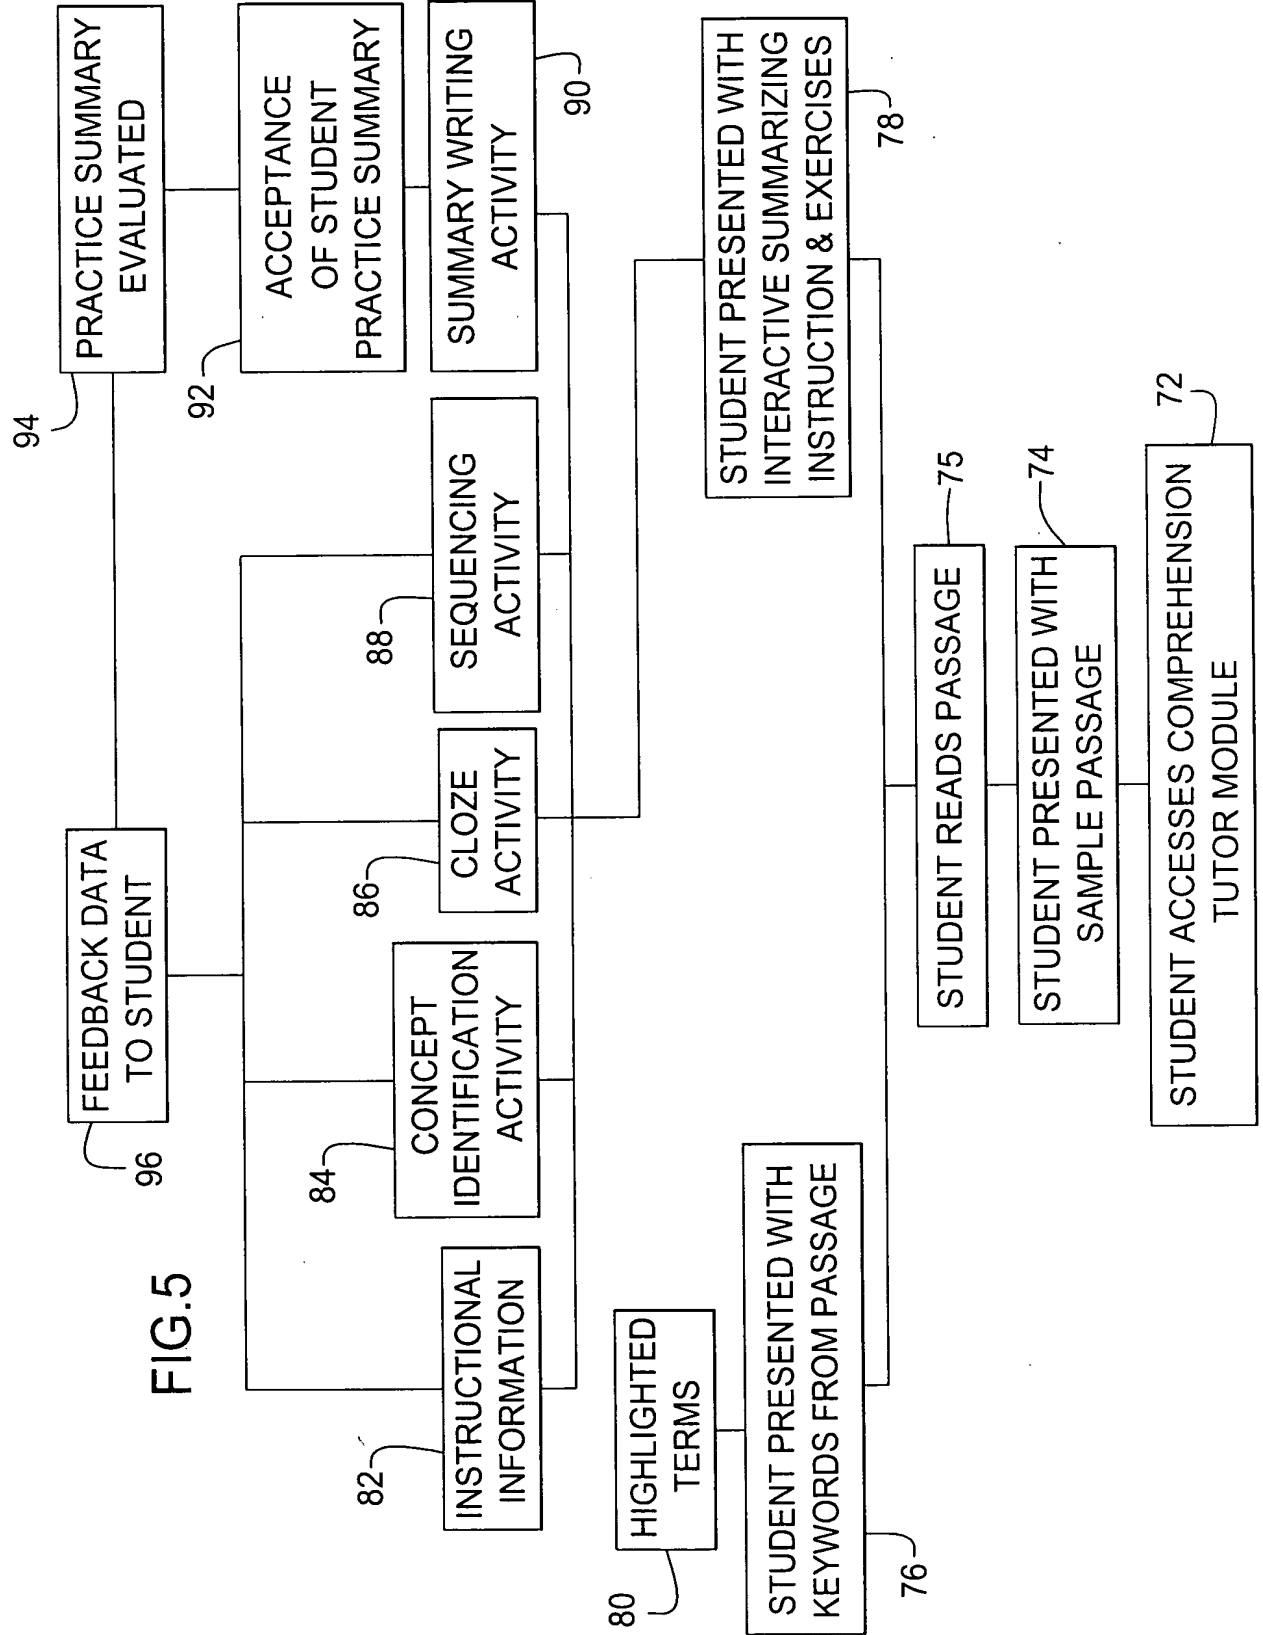 FIG.5
96
FEEDBACK DATA
TO STUDENT
94
PRACTICE SUMMARY
EVALUATED
92
ACCEPTANCE
OF STUDENT
PRACTICE SUMMARY
82
INSTRUCTIONAL
INFORMATION
84
CONCEPT
IDENTIFICATION
ACTIVITY
86
CLOZE
ACTIVITY
88
SEQUENCING
ACTIVITY
SUMMARY WRITING
ACTIVITY
90
80
HIGHLIGHTED
TERMS
STUDENT PRESENTED WITH
KEYWORDS FROM PASSAGE
76
STUDENT PRESENTED WITH
INTERACTIVE SUMMARIZING
INSTRUCTION & EXERCISES
78
STUDENT READS PASSAGE
75
STUDENT PRESENTED WITH
SAMPLE PASSAGE
74
STUDENT ACCESSES COMPREHENSION
TUTOR MODULE
72